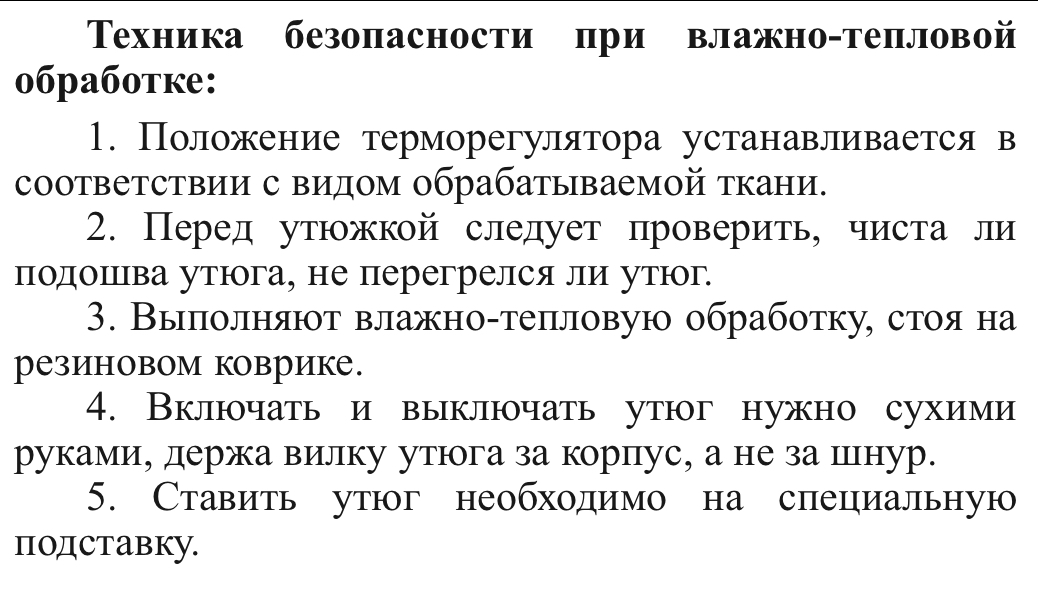 Техника безопасности при влажно-тепловой
обработке:
1. Положение терморегулятора устанавливается в
соответствии с видом обрабатываемой ткани.
2. Перед утюжкой следует проверить, чиста ли
подошва утюга, не перегрелся ли утюг.
3. Выполняют влажно-тепловую обработку, стоя на
резиновом коврике.
4. Включать и выключать утюг нужно сухими
руками, держа вилку утюга за корпус, а не за шнур.
5. Ставить утюг необходимо на специальную
подставку.